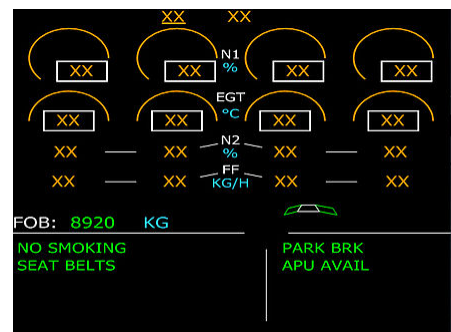 XX XX
N1
XX XX % XX XX
EGT
°C
XX XX XX XX
N2
XX XX % XX XX
FF
XX XX KG/H XX XX
FOB: 8920 KG
NO SMOKING PARK BRK
SEAT BELTS APU AVAIL